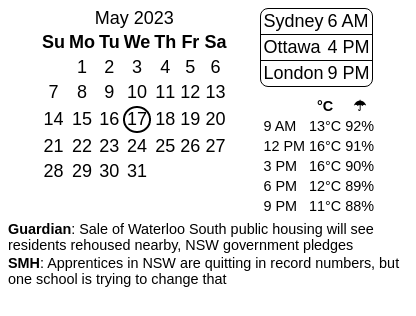 May 2023
Su Mo Tu We Th Fr Sa
1 2 3 4 5 6
7 8 9 10 11 12 13
14 15 16 17 18 19 20
21 22 23 24 25 26 27
28 29 30 31
Sydney 6 AM
Ottawa 4 PM
London 9 PM
°C ☂
9 AM 13°C 92%
12 PM 16°C 91%
3 PM 16°C 90%
6 PM 12°C 89%
9 PM 11°C 88%
Guardian: Sale of Waterloo South public housing will see
residents rehoused nearby, NSW government pledges
SMH: Apprentices in NSW are quitting in record numbers, but
one school is trying to change that